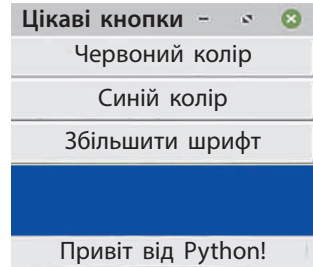 Цікаві кнопки
Червоний колір
Синій колір
Збільшити шрифт
Привіт від Python!